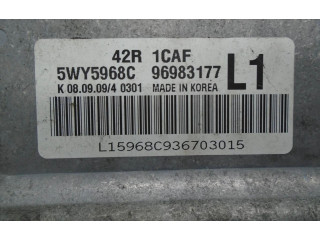 42R 1CAF
5WY5968C 96983177 L1
K 08.09.09/4 0301 MADE IN KOREA
L15968C936703015